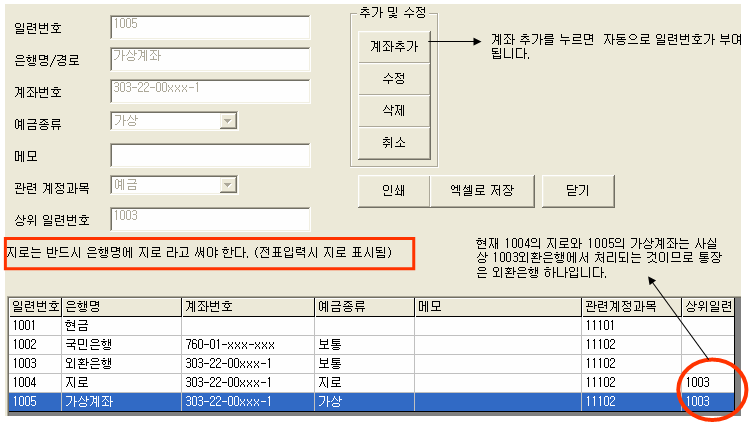 일련번호 1005
은행명/경로 가상계좌
계좌번호 303-22-00xxx-1
예금종류 가상
메모
관련 계정과목 예금
상위 일련번호 1003
추가 및 수정
계좌추가
수정
삭제
취소
인쇄 엑셀로 저장 닫기
계좌 추가를 누르면 자동으로 일련번호가 부여
됩니다.
지로는 반드시 은행명에 지로 라고 써야 한다. (전표입력시 지로 표시됨)
현재 1004의 지로와 1005의 가상계좌는 사실
상 1003외환은행에서 처리되는 것이므로 통장
은 외환은행 하나입니다.
일련번호 은행명 계좌번호 예금종류 메모 관련계정과목 상위일련
1001 현금 11101
1002 국민은행 760-01-xxx-xxx 보통 11102
1003 외환은행 303-22-00xxx-1 보통 11102
1004 지로 303-22-00xxx-1 지로 11102 1003
1005 가상계좌 303-22-00xxx-1 가상 11102 1003